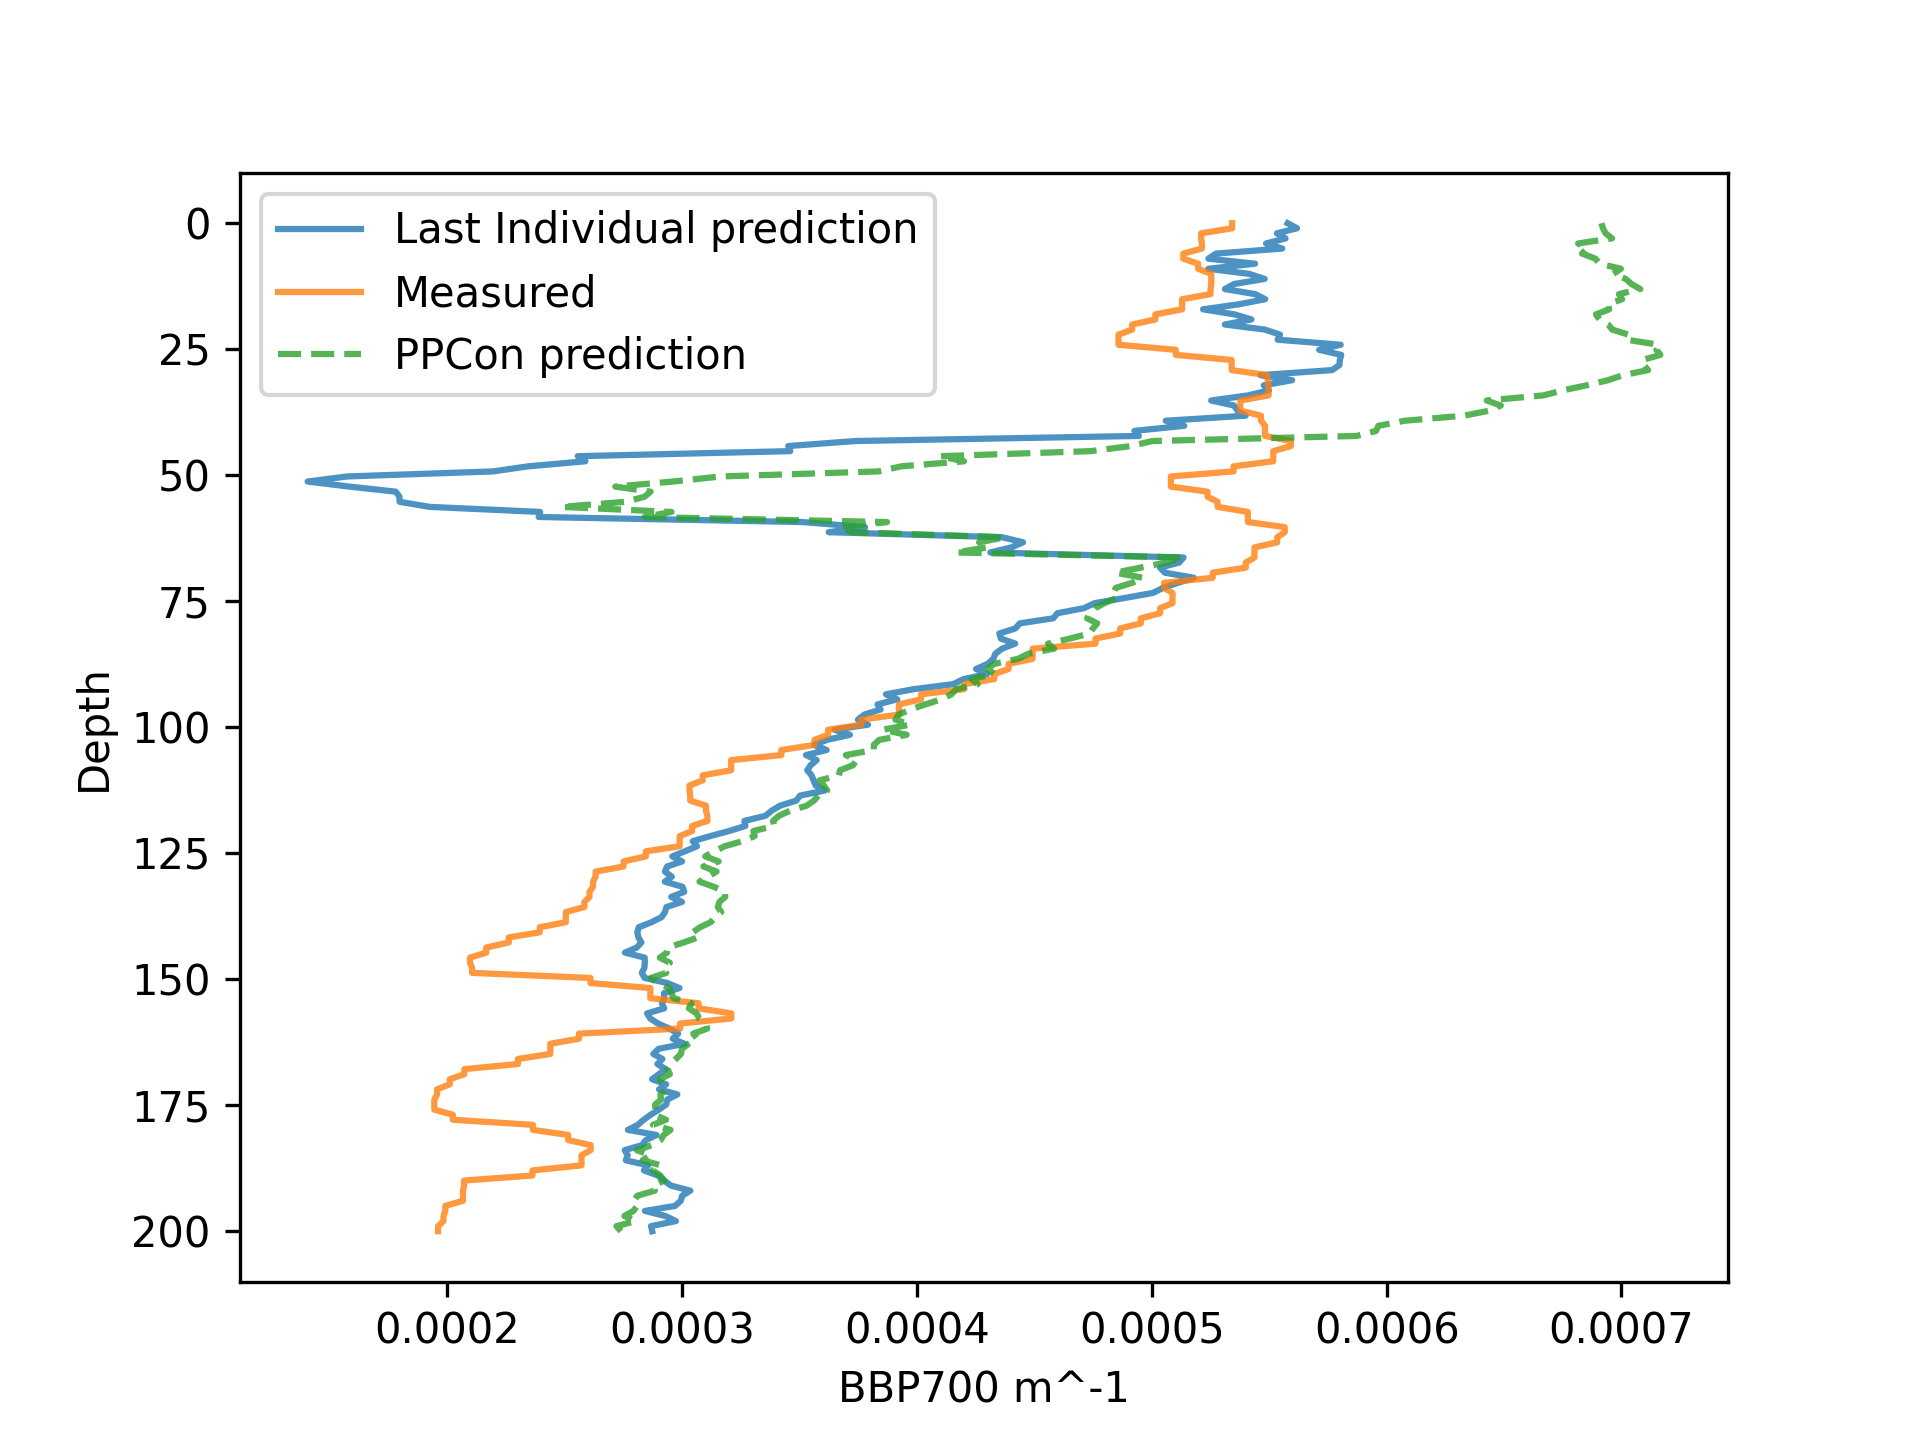 Last Individual prediction
Measured
PPCon prediction
0
25
50
75
100
125
150
175
200
Depth
0.0002 0.0003 0.0004 0.0005 0.0006 0.0007
BBP700 m^-1